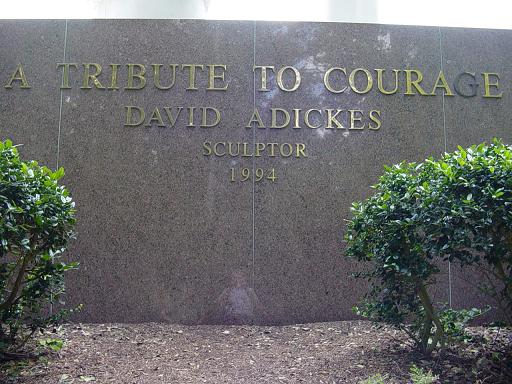 A TRIBUTE TO COURAGE
DAVID ADICKES
SCULPTOR
1994